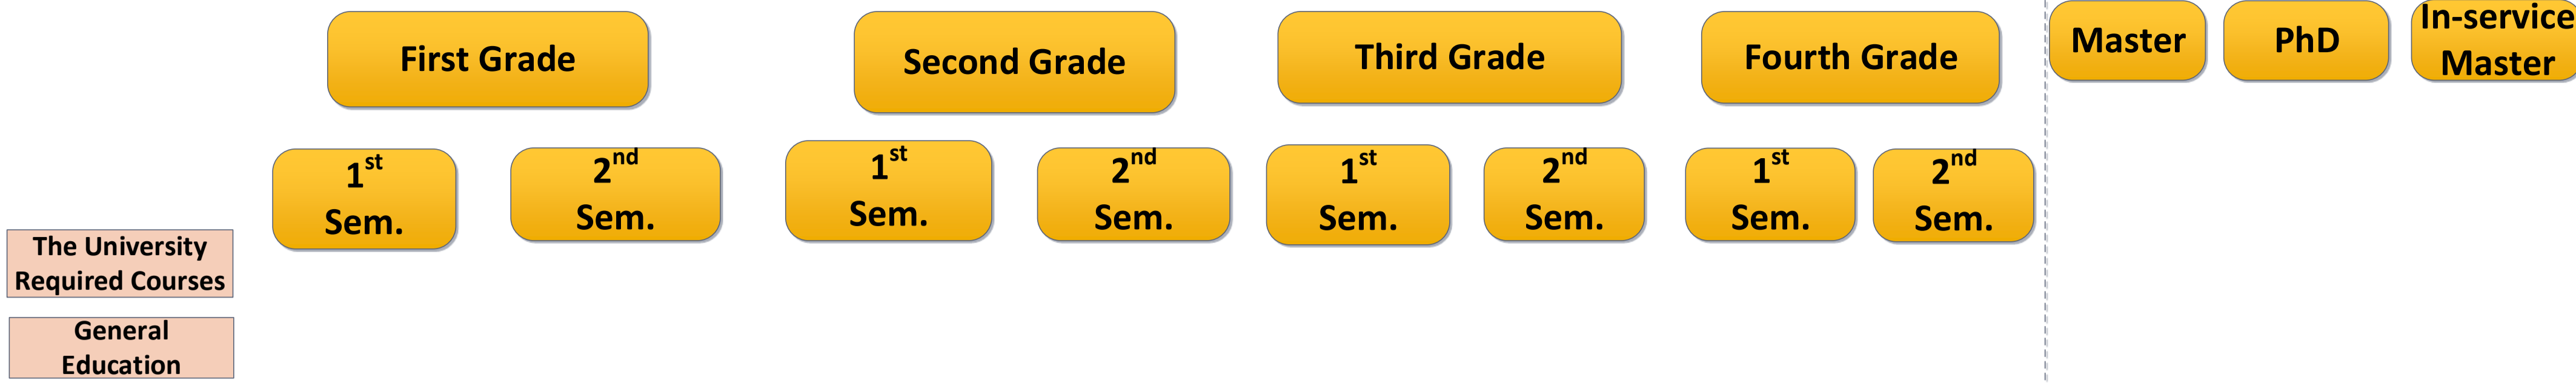 First Grade
Second Grade
Third Grade
Fourth Grade
Master
PhD
In-service
Master
1st
Sem.
2nd
Sem.
1st
Sem.
2nd
Sem.
1st
Sem.
2nd
Sem.
1st
Sem.
2nd
Sem.
The University
Required Courses
General
Education